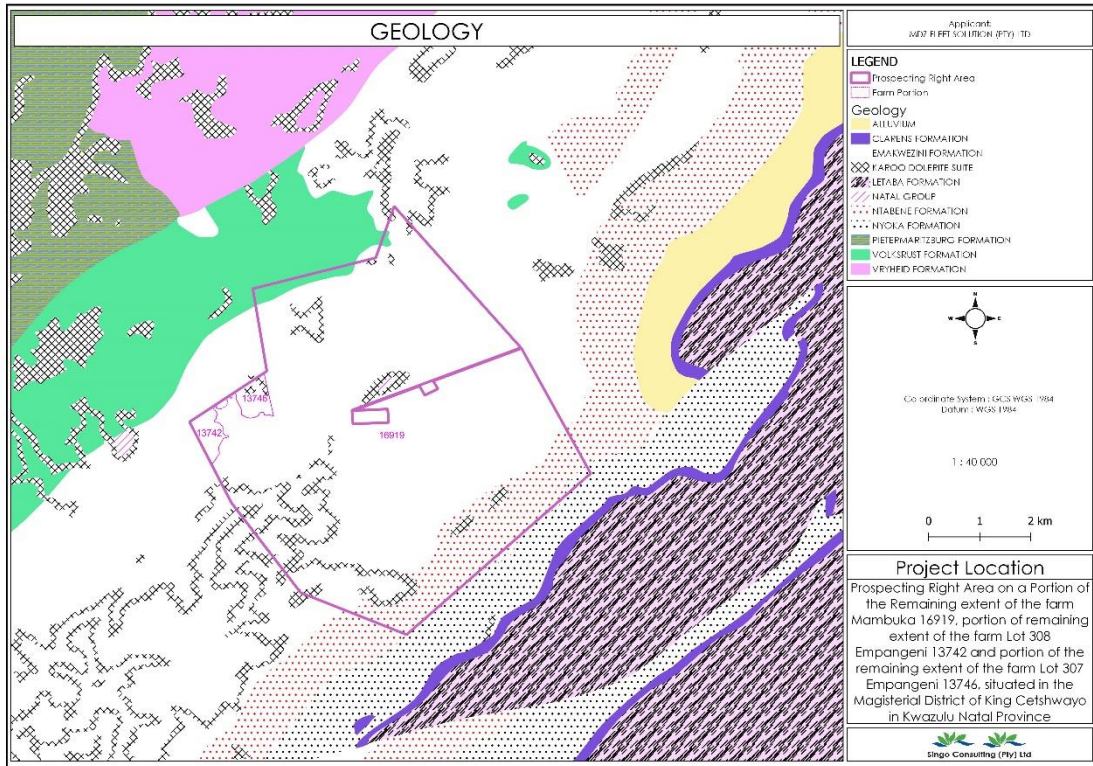 GEOLOGY
Applicant:
MDZ FLEET SOLUTION (PTY) LTD
LEGEND
Prospecting Right Area
Farm Portion
Geology
ALLUVIUM
CLARENS FORMATION
EMAKWEZINI FORMATION
KAROO DOLERITE SUITE
LETABA FORMATION
NATAL GROUP
NTABENE FORMATION
NYOKA FORMATION
PIETERMARITZBURG FORMATION
VOLKSRUST FORMATION
VRYHEID FORMATION
13746
13742
16919
N
W E
S
Co ordinate System : GCS WGS 1984
Datum : WGS 1984
1 : 40 000
0 1 2 km
Project Location
Prospecting Right Area on a Portion of
the Remaining extent of the farm
Mambuka 16919, portion of remaining
extent of the farm Lot 308
Empangeni 13742 and portion of the
remaining extent of the farm Lot 307
Empangeni 13746, situated in the
Magisterial District of King Cetshwayo
in Kwazulu Natal Province
Singo Consulting (Pty) Ltd